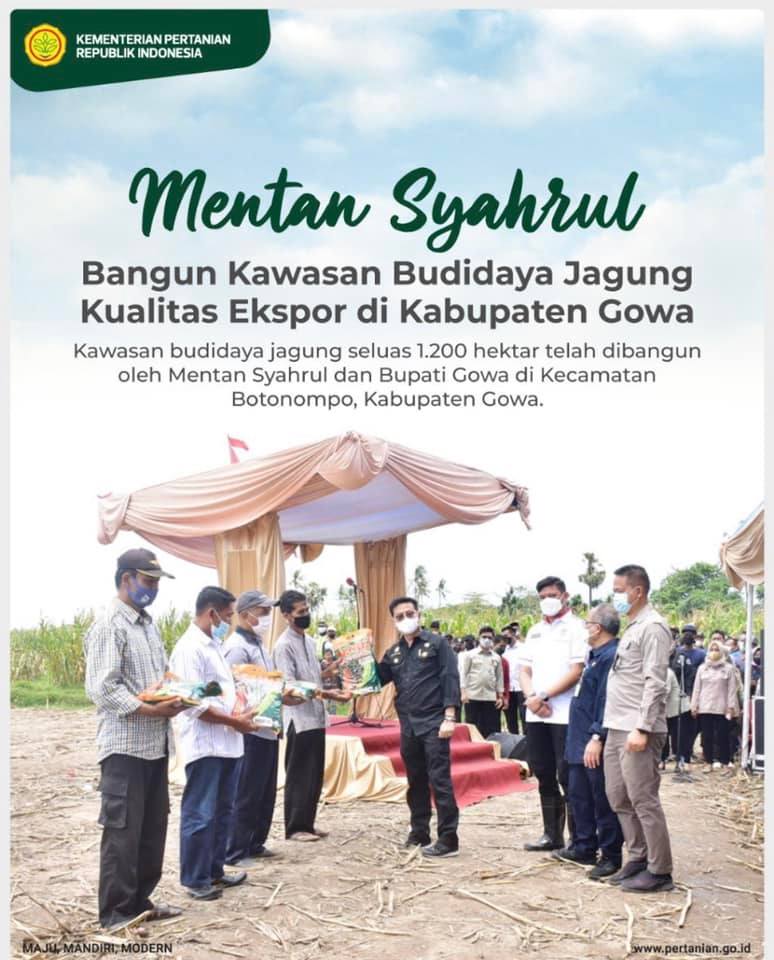 KEMENTERIAN PERTANIAN
REPUBLIK INDONESIA
Mentan Syahrul
Bangun Kawasan Budidaya Jagung
Kualitas Ekspor di Kabupaten Gowa
Kawasan budidaya jagung seluas 1.200 hektar telah dibangun
oleh Mentan Syahrul dan Bupati Gowa di Kecamatan
Botonompo, Kabupaten Gowa.
MAJU, MANDIRI, MODERN
www.pertanian.go.id